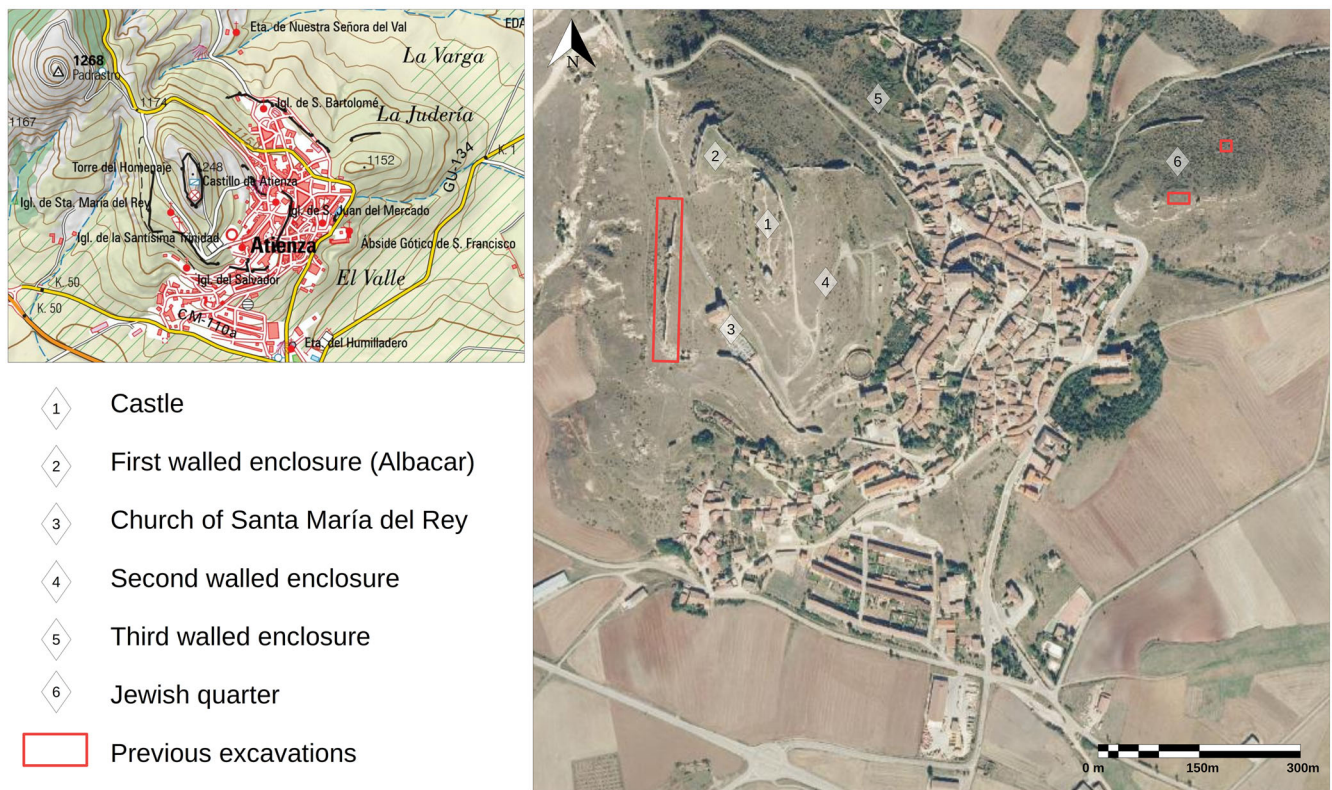 Eta. de Nuestra Señora del Val
EDA
La Varga
1268
Padrastro
1174
Igl. de S. Bartolomé
La Judería
1167
1152
GU-134
K. 1
Torre del Homenaje
1248
Castillo de Atienza
Igl. de Sta. María del Rey
Igl. de S. Juan del Mercado
Igl. de la Santísima Trinidad
Atienza
Ábside Gótico de S. Francisco
El Valle
K. 50
Igl. del Salvador
K. 50
CM-110a
Eta. del Humilladero
1 Castle
2 First walled enclosure (Albacar)
3 Church of Santa María del Rey
4 Second walled enclosure
5 Third walled enclosure
6 Jewish quarter
Previous excavations
N
5
2
6
1
4
3
0 m 150m 300m